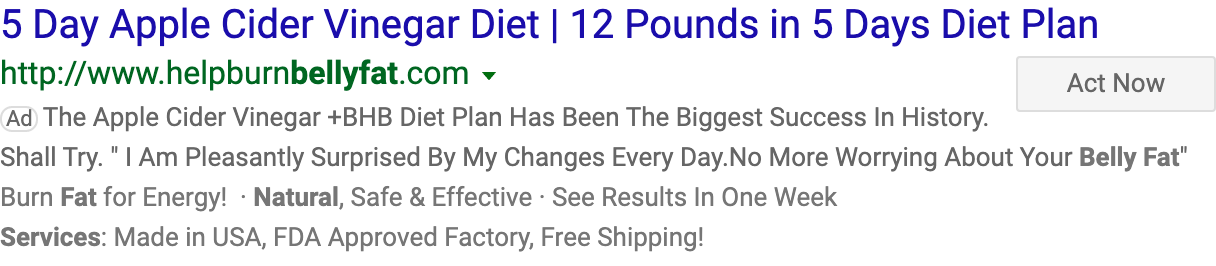 5 Day Apple Cider Vinegar Diet | 12 Pounds in 5 Days Diet Plan
http://www.helpburnbellyfat.com
Act Now
Ad The Apple Cider Vinegar +BHB Diet Plan Has Been The Biggest Success In History.
Shall Try. " I Am Pleasantly Surprised By My Changes Every Day.No More Worrying About Your Belly Fat"
Burn Fat for Energy! · Natural, Safe & Effective · See Results In One Week
Services: Made in USA, FDA Approved Factory, Free Shipping!